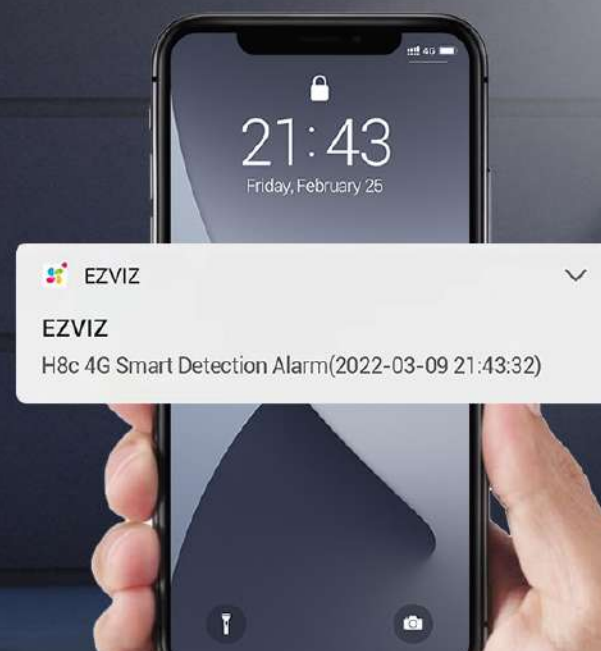 4G
21:43
Friday, February 25
EZVIZ
EZVIZ
H8c 4G Smart Detection Alarm(2022-03-09 21:43:32)